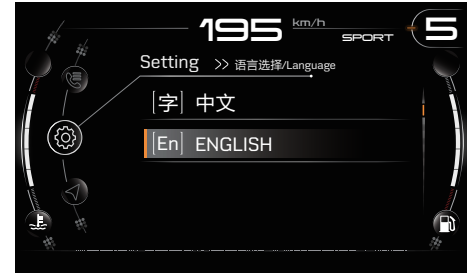 195 km/h
SPORT 5
Setting >> 语言选择/Language
[字] 中文
[En] ENGLISH